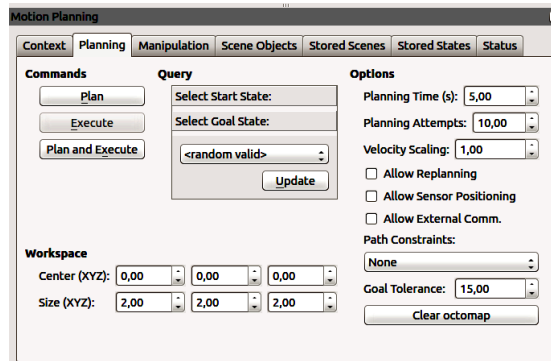 Motion Planning
Context Planning Manipulation Scene Objects Stored Scenes Stored States Status
Commands
Plan
Execute
Plan and Execute
Query
Select Start State:
Select Goal State:
<random valid>
Update
Options
Planning Time (s): 5,00
Planning Attempts: 10,00
Velocity Scaling: 1,00
Allow Replanning
Allow Sensor Positioning
Allow External Comm.
Path Constraints:
None
Goal Tolerance: 15,00
Clear octomap
Workspace
Center (XYZ): 0,00 0,00 0,00
Size (XYZ): 2,00 2,00 2,00